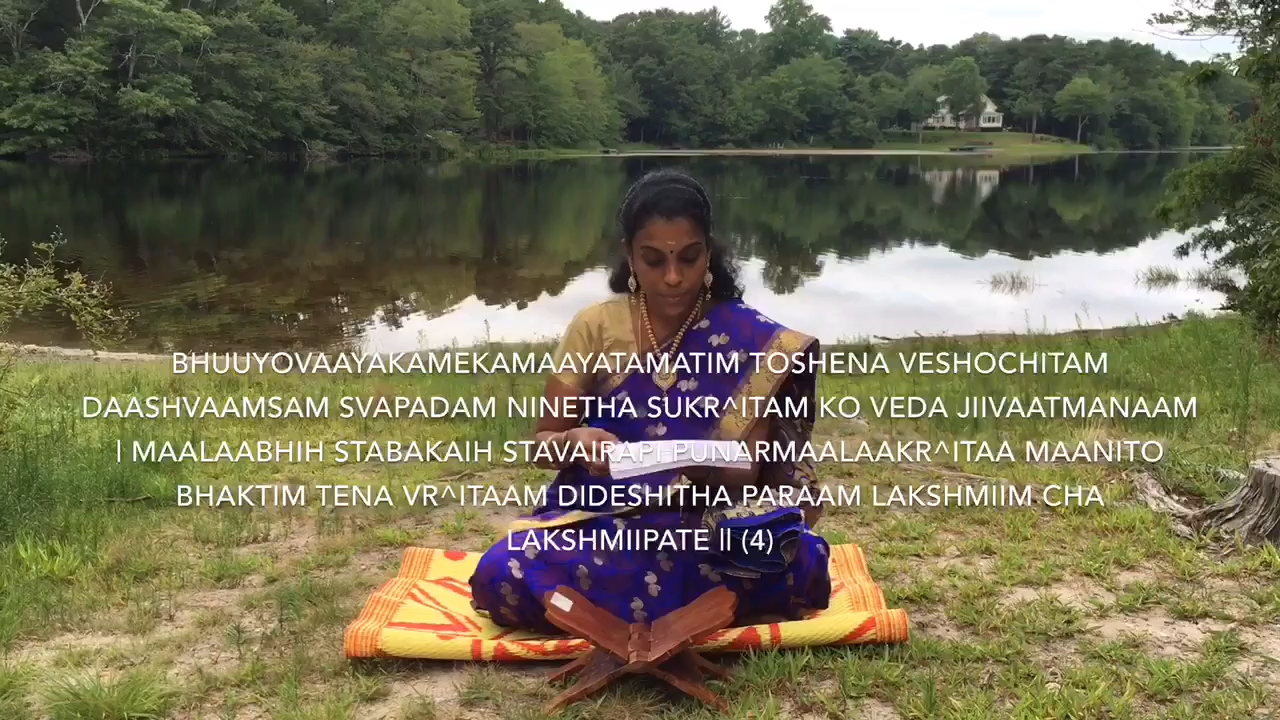 BHUUYOVAAYAKAMEKAMAAYATAMATIM TOSHENA VESHOCHITAM
DAASHVAAMSAM SVAPADAM NINETHA SUKR^ITAM KO VEDA JIIVAATMANAAM
| MAALAABHIH STABAKAIH STAVAIRAPI PUNARMAALAAKR^ITAA MAANITO
BHAKTIM TENA VR^ITAAM DIDESHITHA PARAAM LAKSHMIIM CHA
LAKSHMIIPATE || (4)